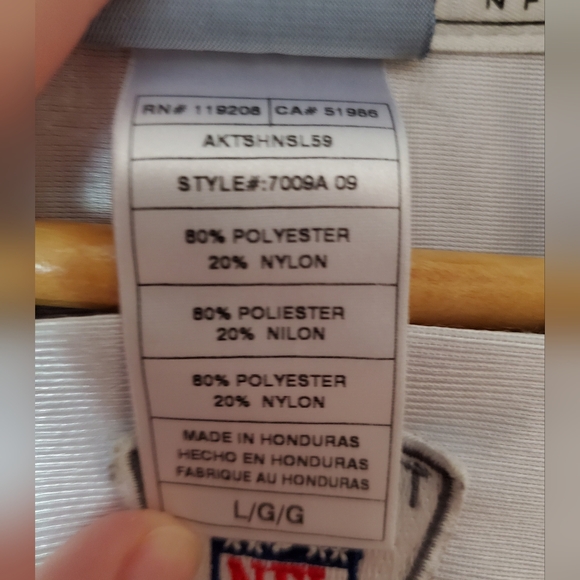 RN# 119208 CA# 51986
AKTSHNSL59
STYLE#:7009A 09
80% POLYESTER
20% NYLON
80% POLIESTER
20% NILON
80% POLYESTER
20% NYLON
MADE IN HONDURAS
HECHO EN HONDURAS
FABRIQUE AU HONDURAS
L/G/G
T
NFL